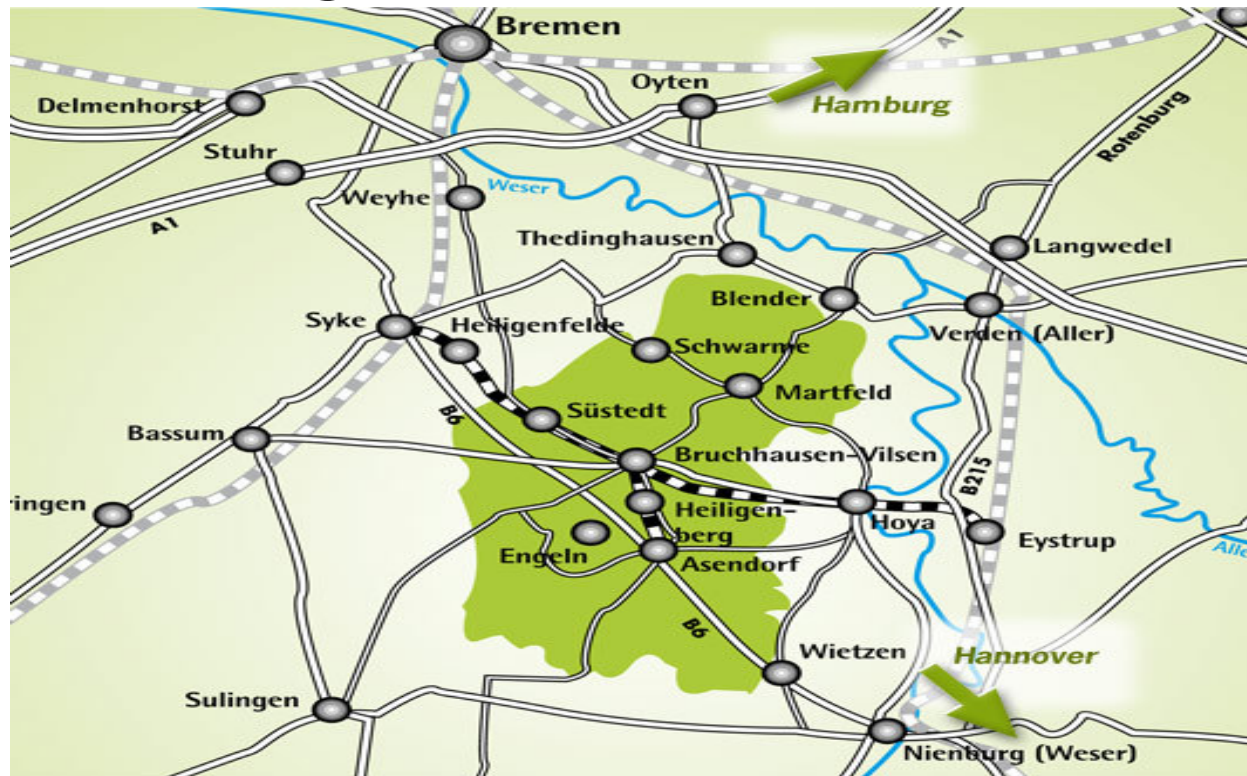 Bremen
A1
Oyten
Delmenhorst
Hamburg
Rotenburg
Stuhr
Weser
Weyhe
A1
Thedinghausen
Langwedel
Blender
Syke
Heiligenfelde
Verden (Aller)
Schwarme
Martfeld
B6
Süstedt
Bassum
Bruchhausen-Vilsen
B215
ringen
Heiligen-
berg
Hoya
Engeln
Eystrup
Alle
Asendorf
B6
Wietzen
Hannover
Sulingen
Nienburg (Weser)